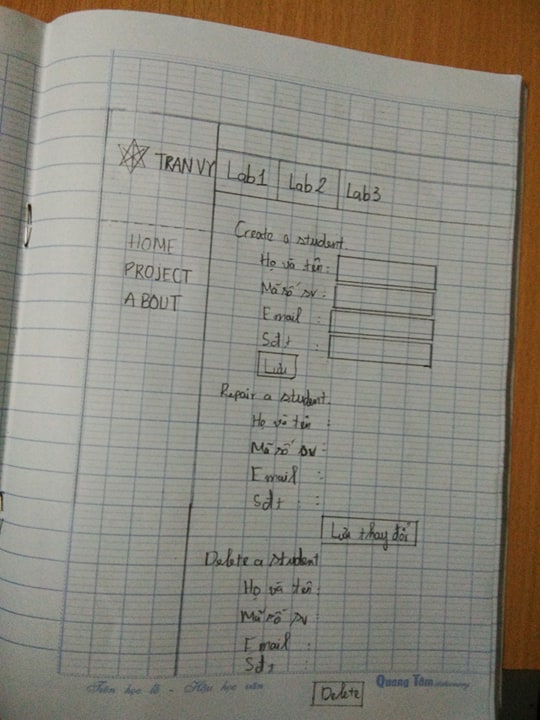 TRAN VY
Lab1 Lab2 Lab3
HOME
PROJECT
ABOUT
Create a student.
Họ và tên:
Mã số sv:
Email :
Sđt :
Lưu
Repair a student.
Họ và tên :
Mã số sv:
Email :
Sđt :
Lưu thay đổi
Delete a student
Họ và tên:
Mã số sv :
Email :
Sđt :
Delete
Tiên học lễ - Hậu học văn
Quang Tâm stationery